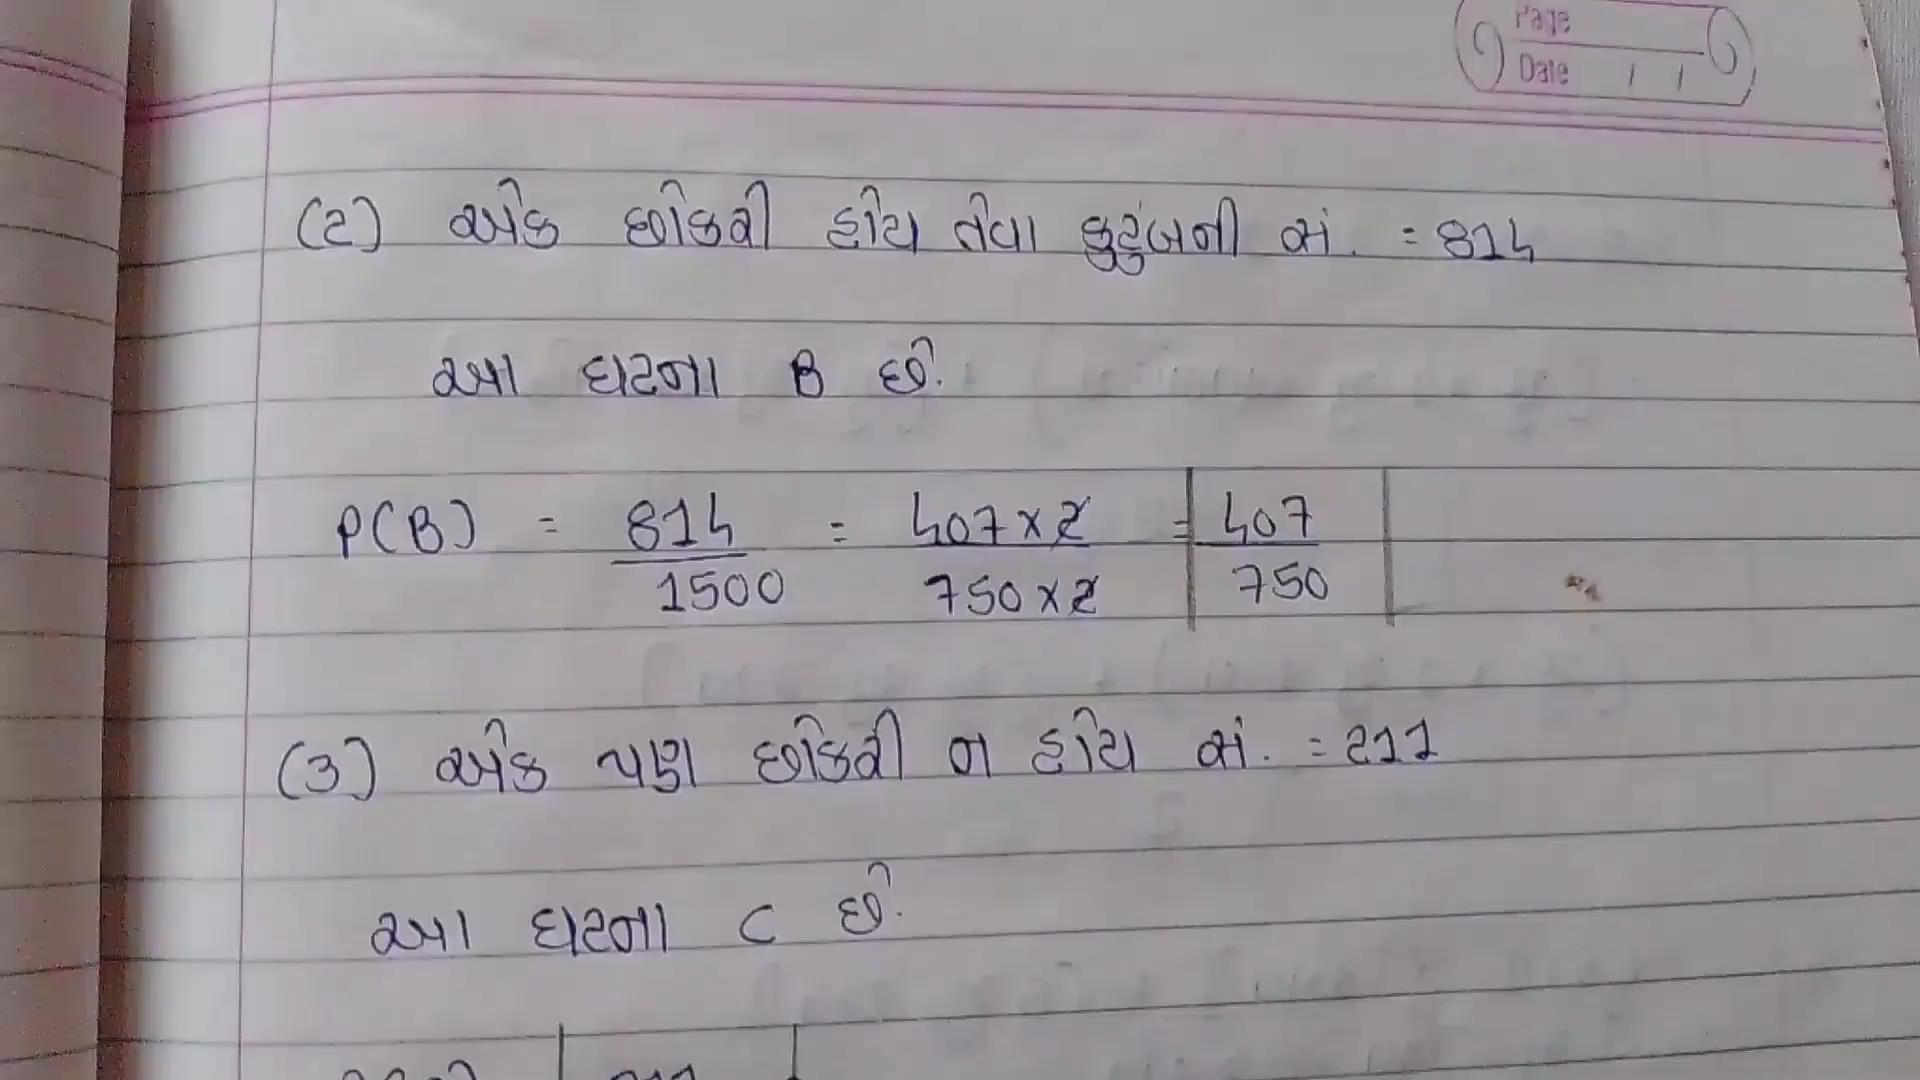 Page
Date / /
(2) એક છોકરી હોય તેવા કુટુંબની સં. = 814
આ ઘટના B છે.
P(B) = 814/1500 = 407×2/750×2 = 407/750
(3) એક પણ છોકરી ન હોય સં. = 211
આ ઘટના C છે.